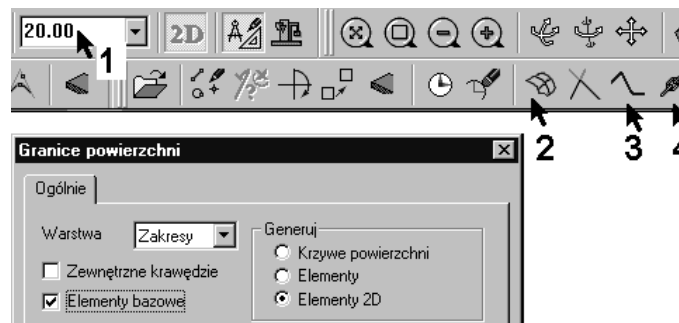 20.00
2D
1
2
3
4
Granice powierzchni
Ogólnie
Warstwa
Zakresy
Zewnętrzne krawędzie
Elementy bazowe
Generuj
Krzywe powierzchni
Elementy
Elementy 2D